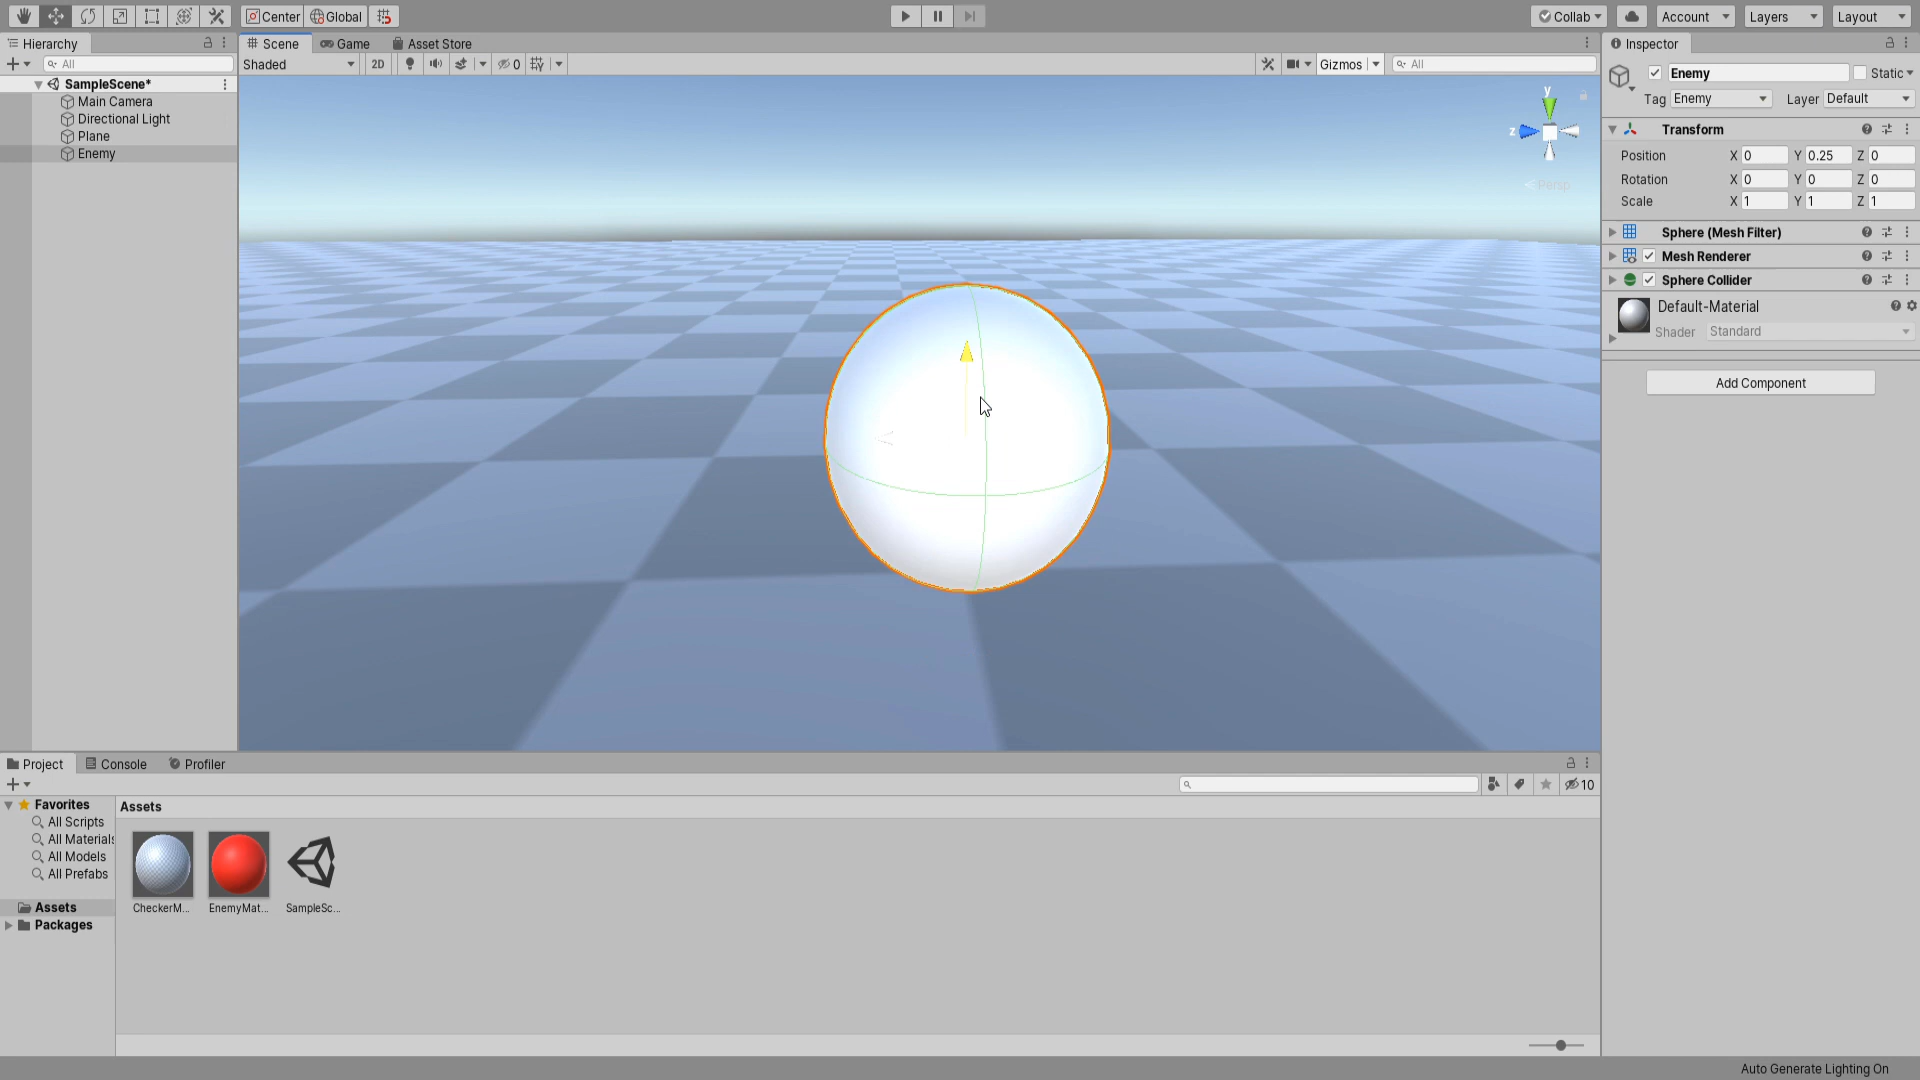 Center Global Collab Account Layers Layout
Hierarchy
All
SampleScene*
Main Camera
Directional Light
Plane
Enemy
Scene Game Asset Store
Shaded 2D 0 Gizmos All
y
z
Persp
Inspector
Enemy Static
Tag Enemy Layer Default
Transform
Position X 0 Y 0.25 Z 0
Rotation X 0 Y 0 Z 0
Scale X 1 Y 1 Z 1
Sphere (Mesh Filter)
Mesh Renderer
Sphere Collider
Default-Material
Shader Standard
Add Component
Project Console Profiler
10
Favorites
All Scripts
All Materials
All Models
All Prefabs
Assets
Packages
Assets
CheckerM... EnemyMat... SampleSc...
Auto Generate Lighting On